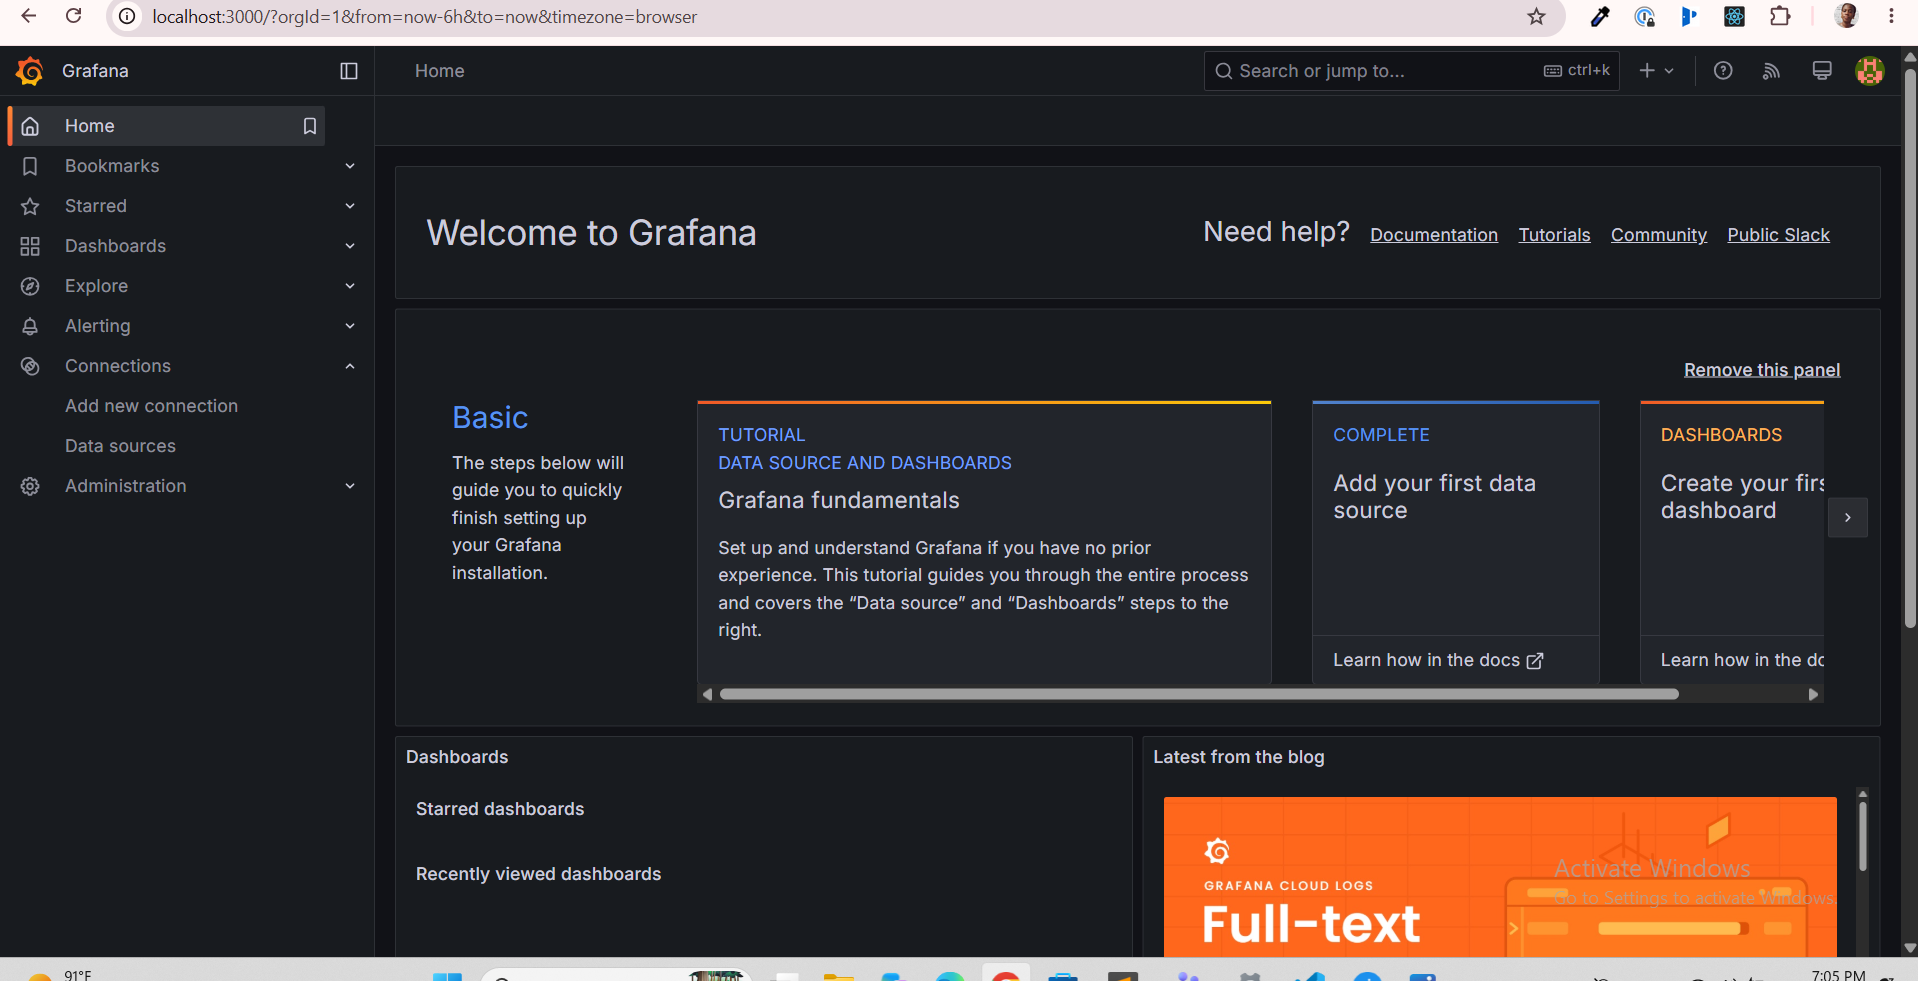 localhost:3000/?orgId=1&from=now-6h&to=now&timezone=browser
Grafana
Home
Search or jump to...
ctrl+k
Home
Bookmarks
Starred
Dashboards
Explore
Alerting
Connections
Add new connection
Data sources
Administration
Welcome to Grafana
Need help?
Documentation
Tutorials
Community
Public Slack
Remove this panel
Basic
The steps below will
guide you to quickly
finish setting up
your Grafana
installation.
TUTORIAL
DATA SOURCE AND DASHBOARDS
Grafana fundamentals
Set up and understand Grafana if you have no prior
experience. This tutorial guides you through the entire process
and covers the “Data source” and “Dashboards” steps to the
right.
COMPLETE
Add your first data
source
Learn how in the docs
DASHBOARDS
Create your firs
dashboard
Learn how in the do
Dashboards
Starred dashboards
Recently viewed dashboards
Latest from the blog
GRAFANA CLOUD LOGS
Full-text
Activate Windows
Go to Settings to activate Windows.
91°F
7:05 PM